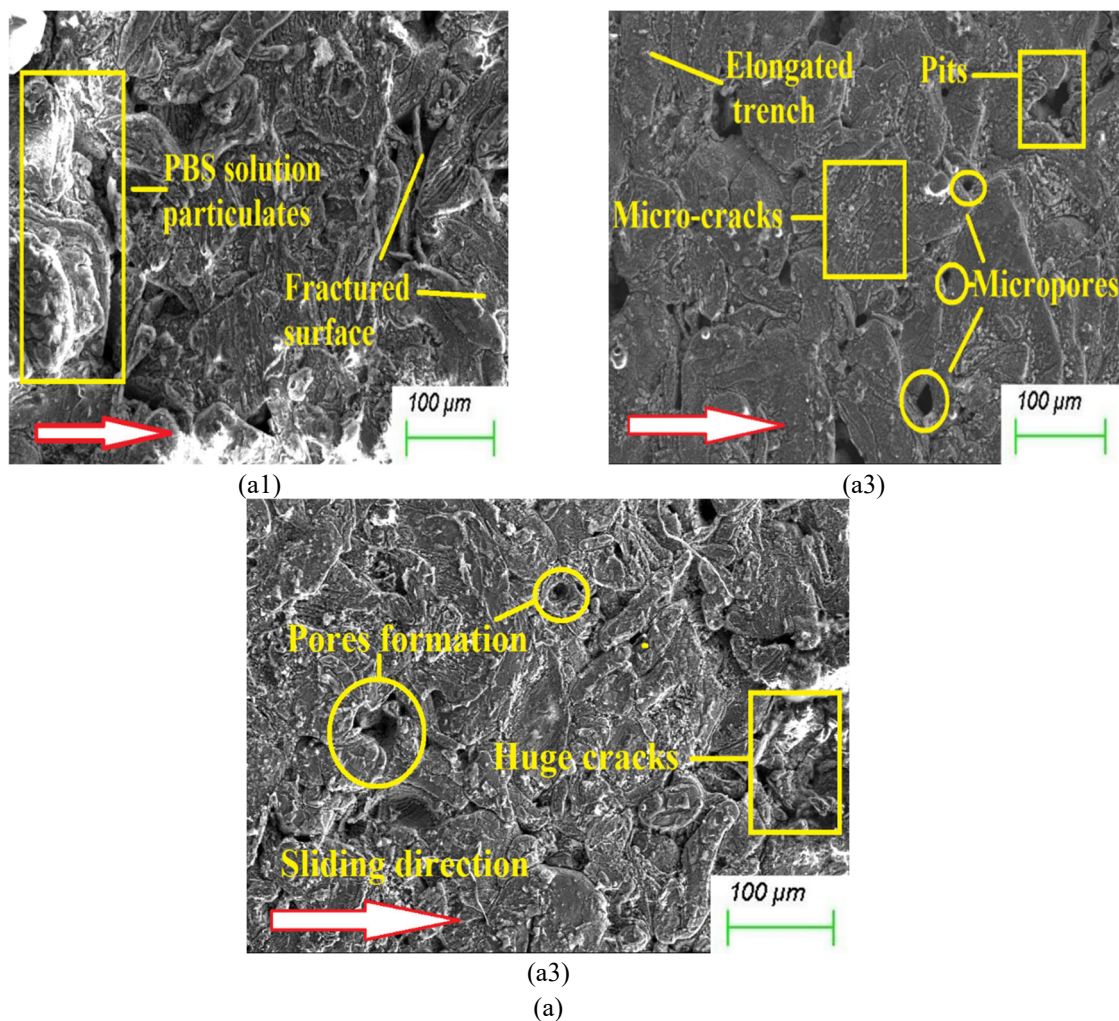 PBS solution
particulates
Fractured
surface
100 µm
(a1)
Elongated
trench
Pits
Micro-cracks
Micropores
100 µm
(a3)
Pores formation
Huge cracks
Sliding direction
100 µm
(a3)
(a)